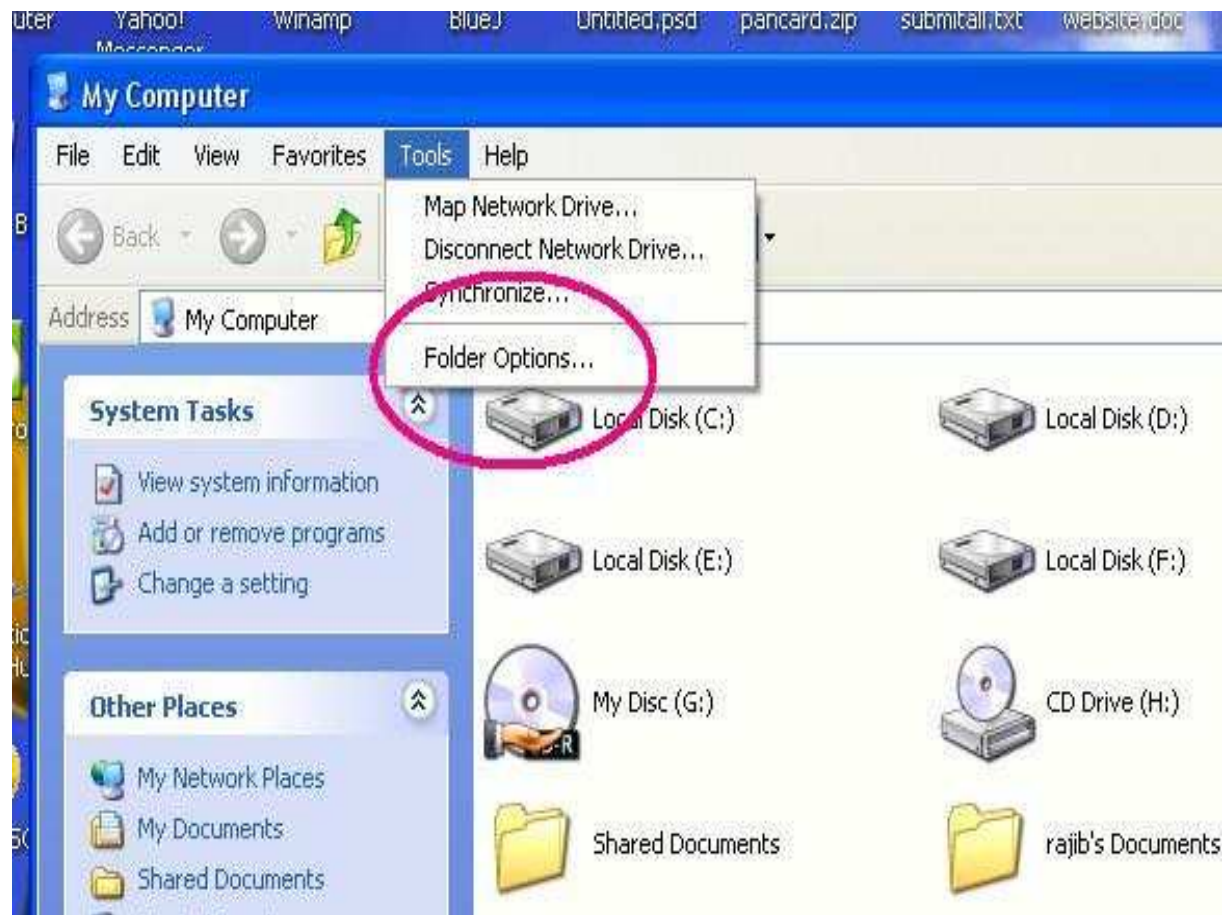 Yahoo! Winamp BlueJ Untitled.psd pancard.zip submitall.txt website.doc
Messenger
My Computer
File Edit View Favorites Tools Help
Map Network Drive...
Disconnect Network Drive...
Synchronize...
Folder Options...
Back
Address My Computer
System Tasks
View system information
Add or remove programs
Change a setting
Other Places
My Network Places
My Documents
Shared Documents
Local Disk (C:) Local Disk (D:)
Local Disk (E:) Local Disk (F:)
My Disc (G:) CD Drive (H:)
Shared Documents rajib's Documents